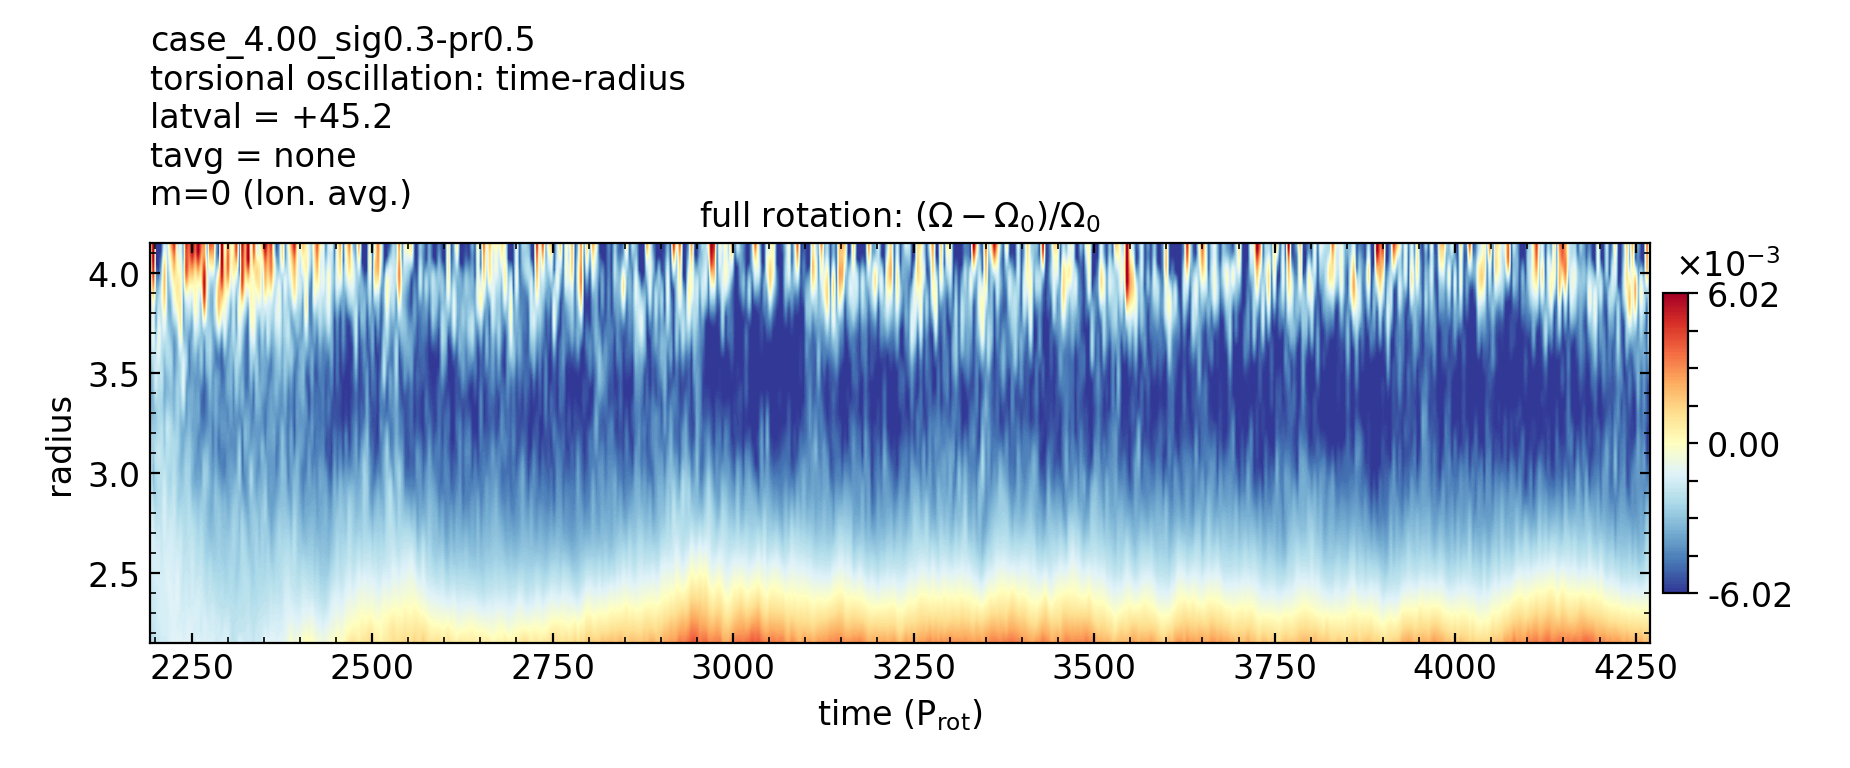 case_4.00_sig0.3-pr0.5
torsional oscillation: time-radius
latval = +45.2
tavg = none
m=0 (lon. avg.)
full rotation: (Ω − Ω₀)/Ω₀
4.0
3.5
3.0
2.5
radius
2250 2500 2750 3000 3250 3500 3750 4000 4250
time (P_rot)
×10⁻³
6.02
0.00
-6.02